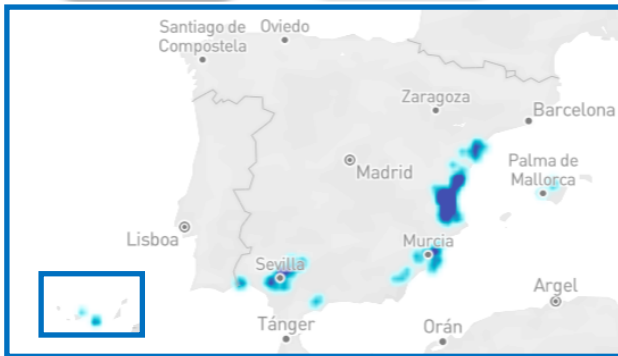 Santiago de
Compostela
Oviedo
Zaragoza
Barcelona
Madrid
Palma de
Mallorca
Lisboa
Murcia
Sevilla
Argel
Tánger
Orán